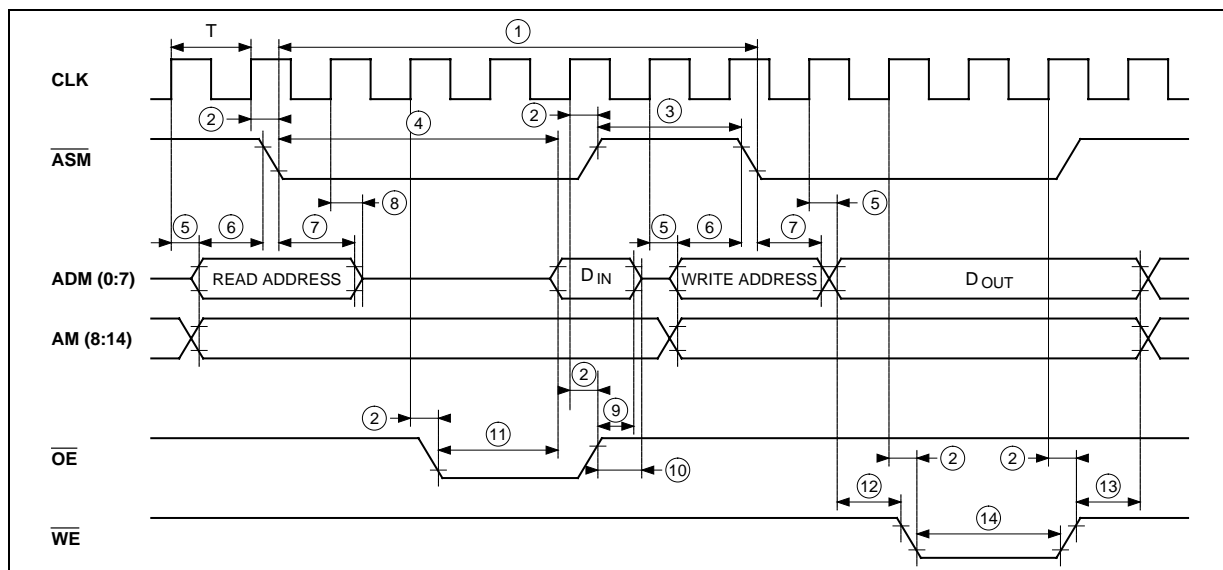 T ①
CLK
② ④ ② ③
ASM
⑧ ⑤
⑤ ⑥ ⑦ ⑤ ⑥ ⑦
ADM (0:7) READ ADDRESS D IN WRITE ADDRESS D OUT
AM (8:14)
②
② ⑨
⑪
OE ⑩ ② ②
⑫ ⑬
⑭
WE